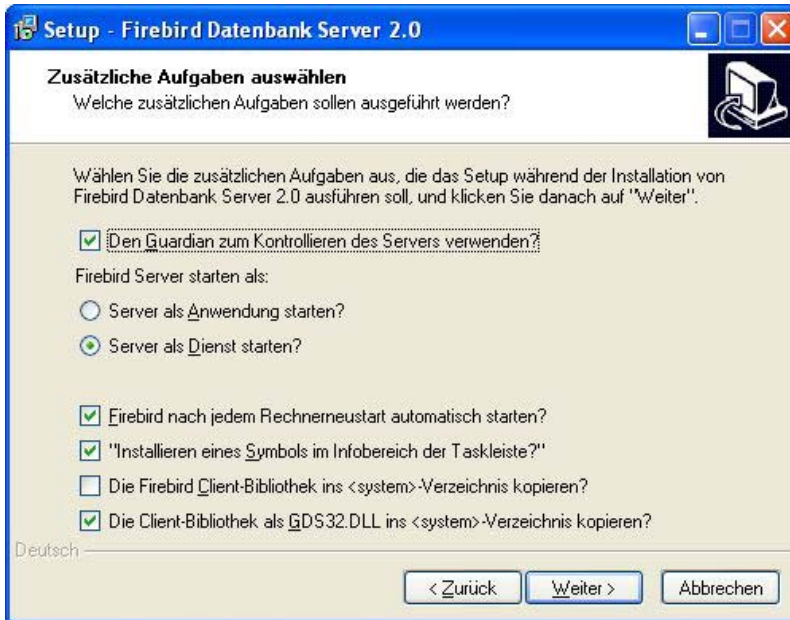 Setup - Firebird Datenbank Server 2.0
Zusätzliche Aufgaben auswählen
Welche zusätzlichen Aufgaben sollen ausgeführt werden?
Wählen Sie die zusätzlichen Aufgaben aus, die das Setup während der Installation von
Firebird Datenbank Server 2.0 ausführen soll, und klicken Sie danach auf "Weiter".
Den Guardian zum Kontrollieren des Servers verwenden?
Firebird Server starten als:
Server als Anwendung starten?
Server als Dienst starten?
Firebird nach jedem Rechnerneustart automatisch starten?
"Installieren eines Symbols im Infobereich der Taskleiste?"
Die Firebird Client-Bibliothek ins <system>-Verzeichnis kopieren?
Die Client-Bibliothek als GDS32.DLL ins <system>-Verzeichnis kopieren?
Deutsch
< Zurück Weiter > Abbrechen